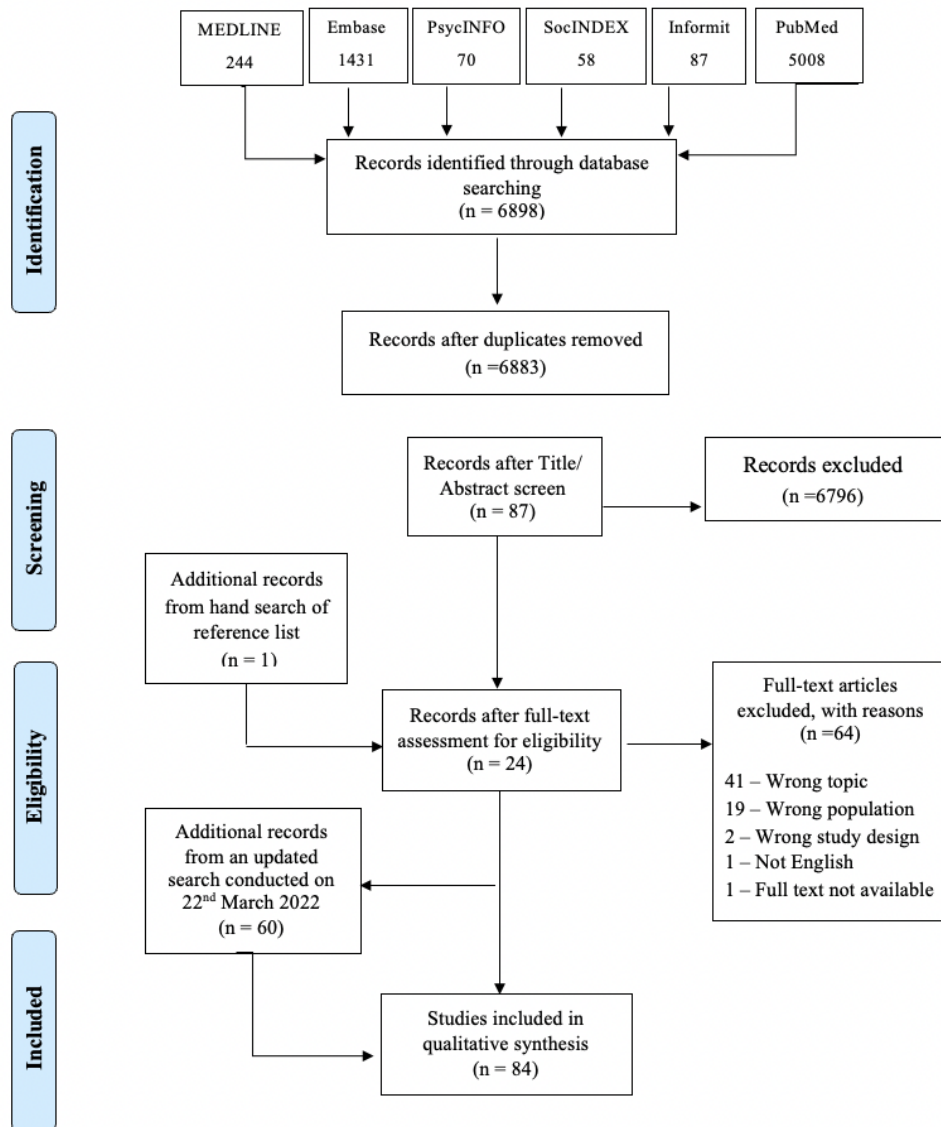 MEDLINE
244
Embase
1431
PsycINFO
70
SocINDEX
58
Informit
87
PubMed
5008
Identification
Records identified through database
searching
(n = 6898)
Records after duplicates removed
(n =6883)
Screening
Records after Title/
Abstract screen
(n = 87)
Records excluded
(n =6796)
Additional records
from hand search of
reference list
(n = 1)
Eligibility
Records after full-text
assessment for eligibility
(n = 24)
Full-text articles
excluded, with reasons
(n =64)
41 – Wrong topic
19 – Wrong population
2 – Wrong study design
1 – Not English
1 – Full text not available
Additional records
from an updated
search conducted on
22nd March 2022
(n = 60)
Included
Studies included in
qualitative synthesis
(n = 84)